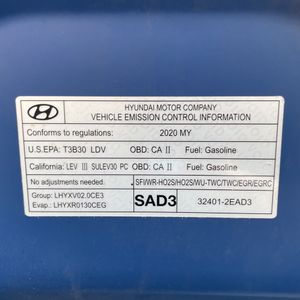 HYUNDAI MOTOR COMPANY
VEHICLE EMISSION CONTROL INFORMATION
Conforms to regulations: 2020 MY
U.S.EPA: T3B30 LDV OBD: CA II Fuel: Gasoline
California: LEV III SULEV30 PC OBD: CA II Fuel: Gasoline
No adjustments needed. SFI/WR-HO2S/HO2S/WU-TWC/TWC/EGR/EGRC
Group: LHYXV02.0CE3
Evap.: LHYXR0130CEG
SAD3
32401-2EAD3